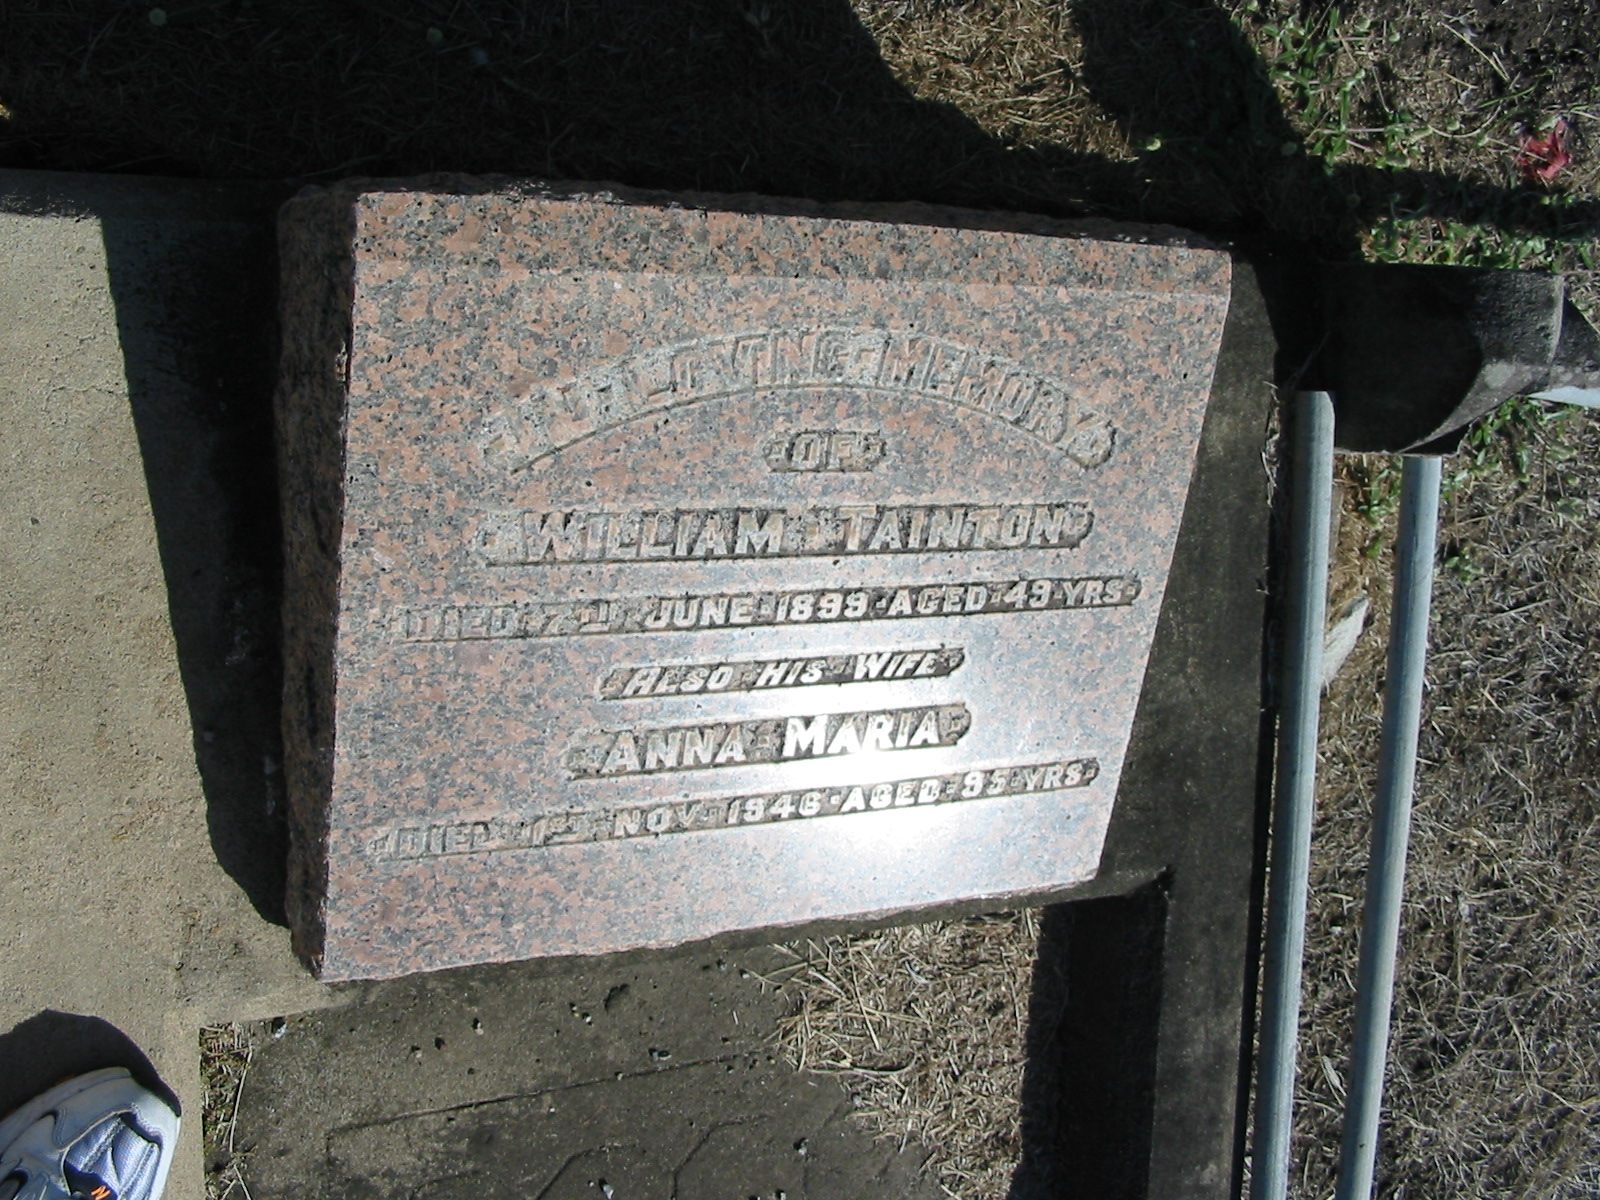 IN LOVING MEMORY
OF
WILLIAM TAINTON
DIED 7TH JUNE 1899 AGED 49 YRS
ALSO HIS WIFE
ANNA MARIA
DIED 1ST NOV. 1946 AGED 95 YRS
N